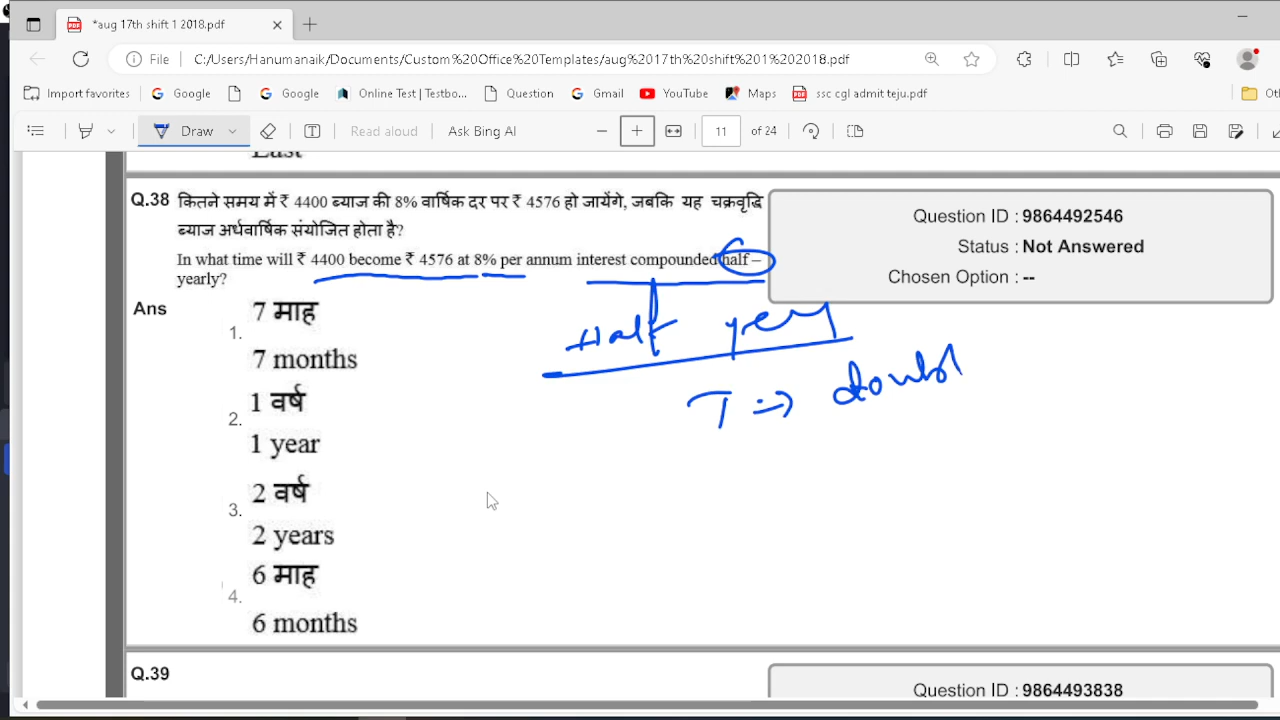 *aug 17th shift 1 2018.pdf
File C:/Users/Hanumanaik/Documents/Custom%20Office%20Templates/aug%2017th%20shift%201%202018.pdf
Import favorites Google Google Online Test | Testbo... Question Gmail YouTube Maps ssc cgl admit teju.pdf Oth
Draw Read aloud Ask Bing AI 11 of 24
East
Q.38 कितने समय में ₹ 4400 ब्याज की 8% वार्षिक दर पर ₹ 4576 हो जायेंगे, जबकि यह चक्रवृद्धि
ब्याज अर्धवार्षिक संयोजित होता है?
In what time will ₹ 4400 become ₹ 4576 at 8% per annum interest compounded half –
yearly?
Question ID : 9864492546
Status : Not Answered
Chosen Option : --
Ans
1. 7 माह
7 months
2. 1 वर्ष
1 year
3. 2 वर्ष
2 years
4. 6 माह
6 months
Half yery
T => doubl
Q.39
Question ID : 9864493838